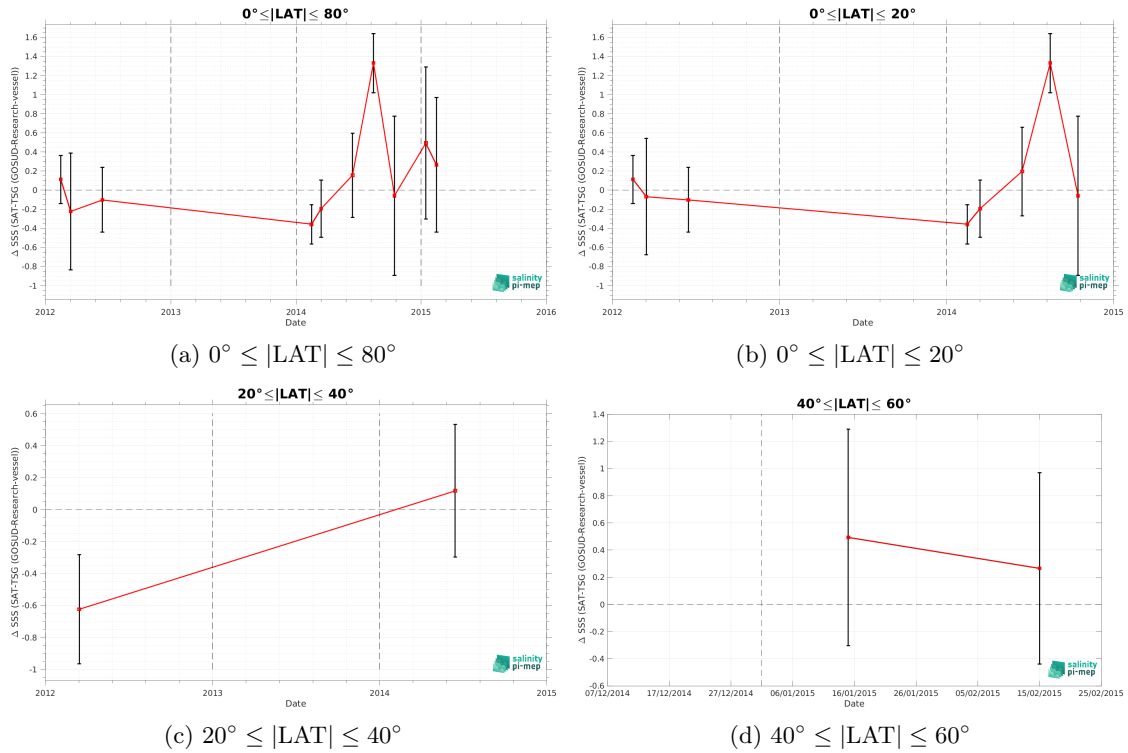 0°≤|LAT|≤ 80°
Δ SSS (SAT-TSG (GOSUD-Research-vessel))
1.6
1.4
1.2
1
0.8
0.6
0.4
0.2
0
-0.2
-0.4
-0.6
-0.8
-1
2012
2013
2014
2015
2016
Date
salinity
pi-mep
(a) 0° ≤ |LAT| ≤ 80°
0°≤|LAT|≤ 20°
Δ SSS (SAT-TSG (GOSUD-Research-vessel))
1.6
1.4
1.2
1
0.8
0.6
0.4
0.2
0
-0.2
-0.4
-0.6
-0.8
-1
2012
2013
2014
2015
Date
salinity
pi-mep
(b) 0° ≤ |LAT| ≤ 20°
20°≤|LAT|≤ 40°
Δ SSS (SAT-TSG (GOSUD-Research-vessel))
0.6
0.4
0.2
0
-0.2
-0.4
-0.6
-0.8
-1
2012
2013
2014
2015
Date
salinity
pi-mep
(c) 20° ≤ |LAT| ≤ 40°
40°≤|LAT|≤ 60°
Δ SSS (SAT-TSG (GOSUD-Research-vessel))
1.4
1.2
1
0.8
0.6
0.4
0.2
0
-0.2
-0.4
-0.6
07/12/2014
17/12/2014
27/12/2014
06/01/2015
16/01/2015
26/01/2015
05/02/2015
15/02/2015
25/02/2015
Date
salinity
pi-mep
(d) 40° ≤ |LAT| ≤ 60°